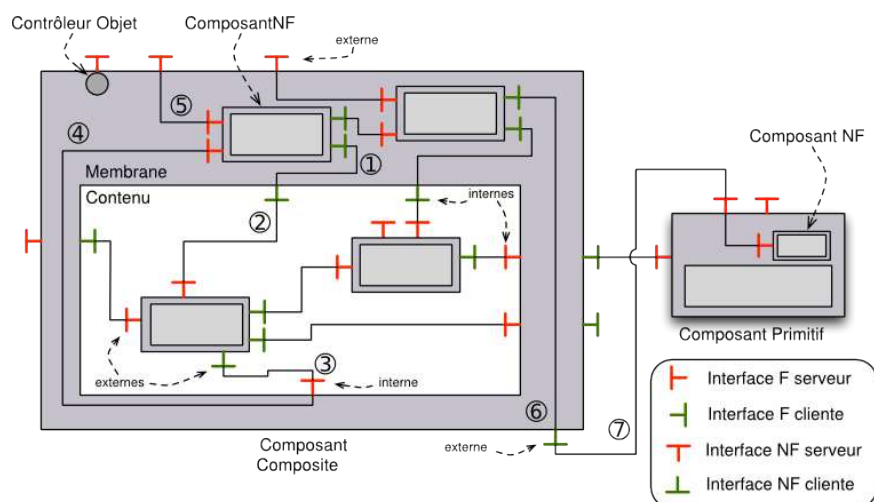 Contrôleur Objet
ComposantNF
externe
⑤
④
①
Membrane
Contenu
②
internes
Composant NF
Composant Primitif
③
externes
interne
⑥
⑦
Composant
Composite
externe
Interface F serveur
Interface F cliente
Interface NF serveur
Interface NF cliente